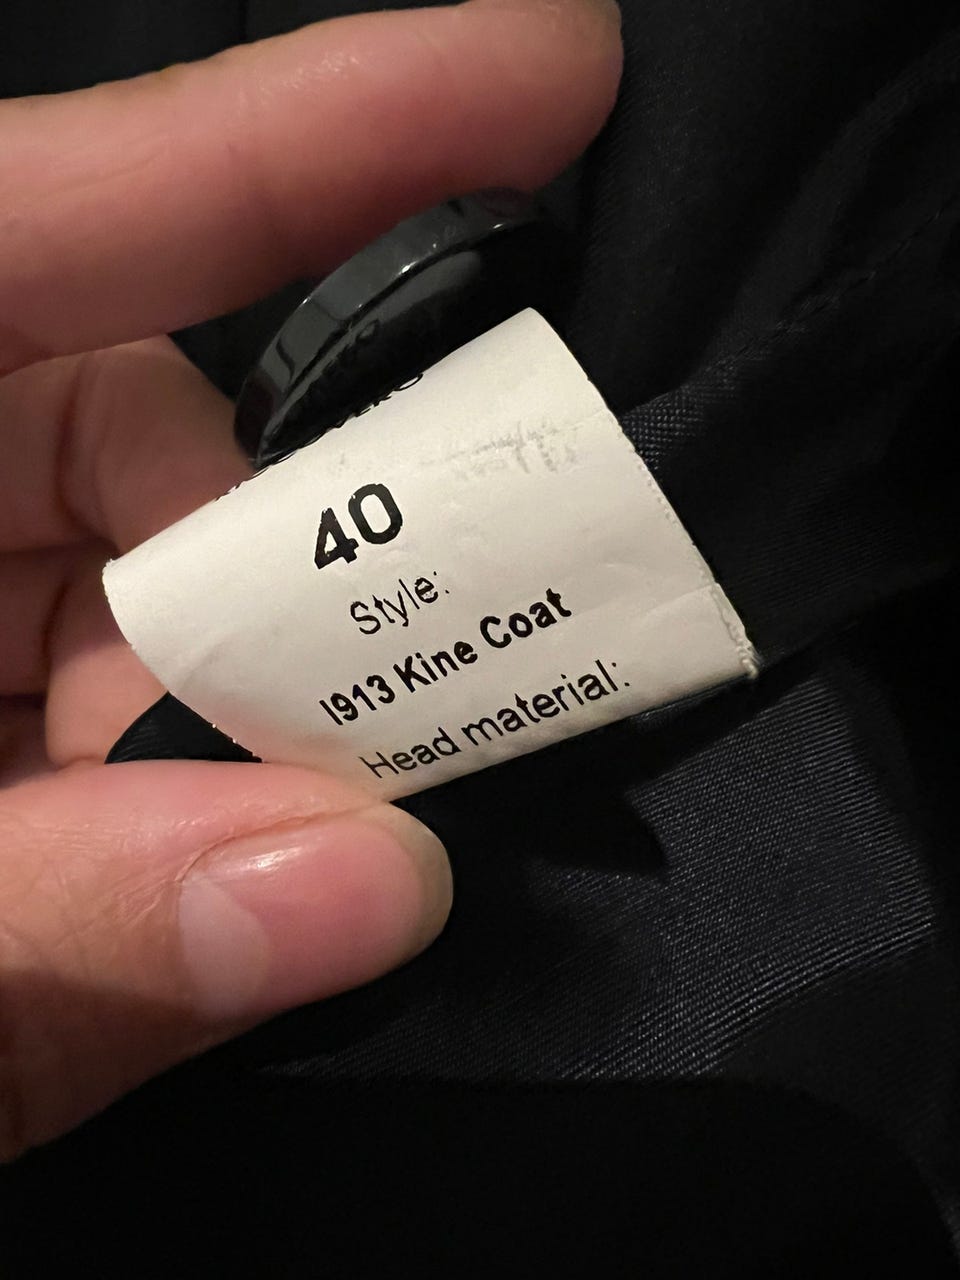 40
Style:
I913 Kine Coat
Head material: